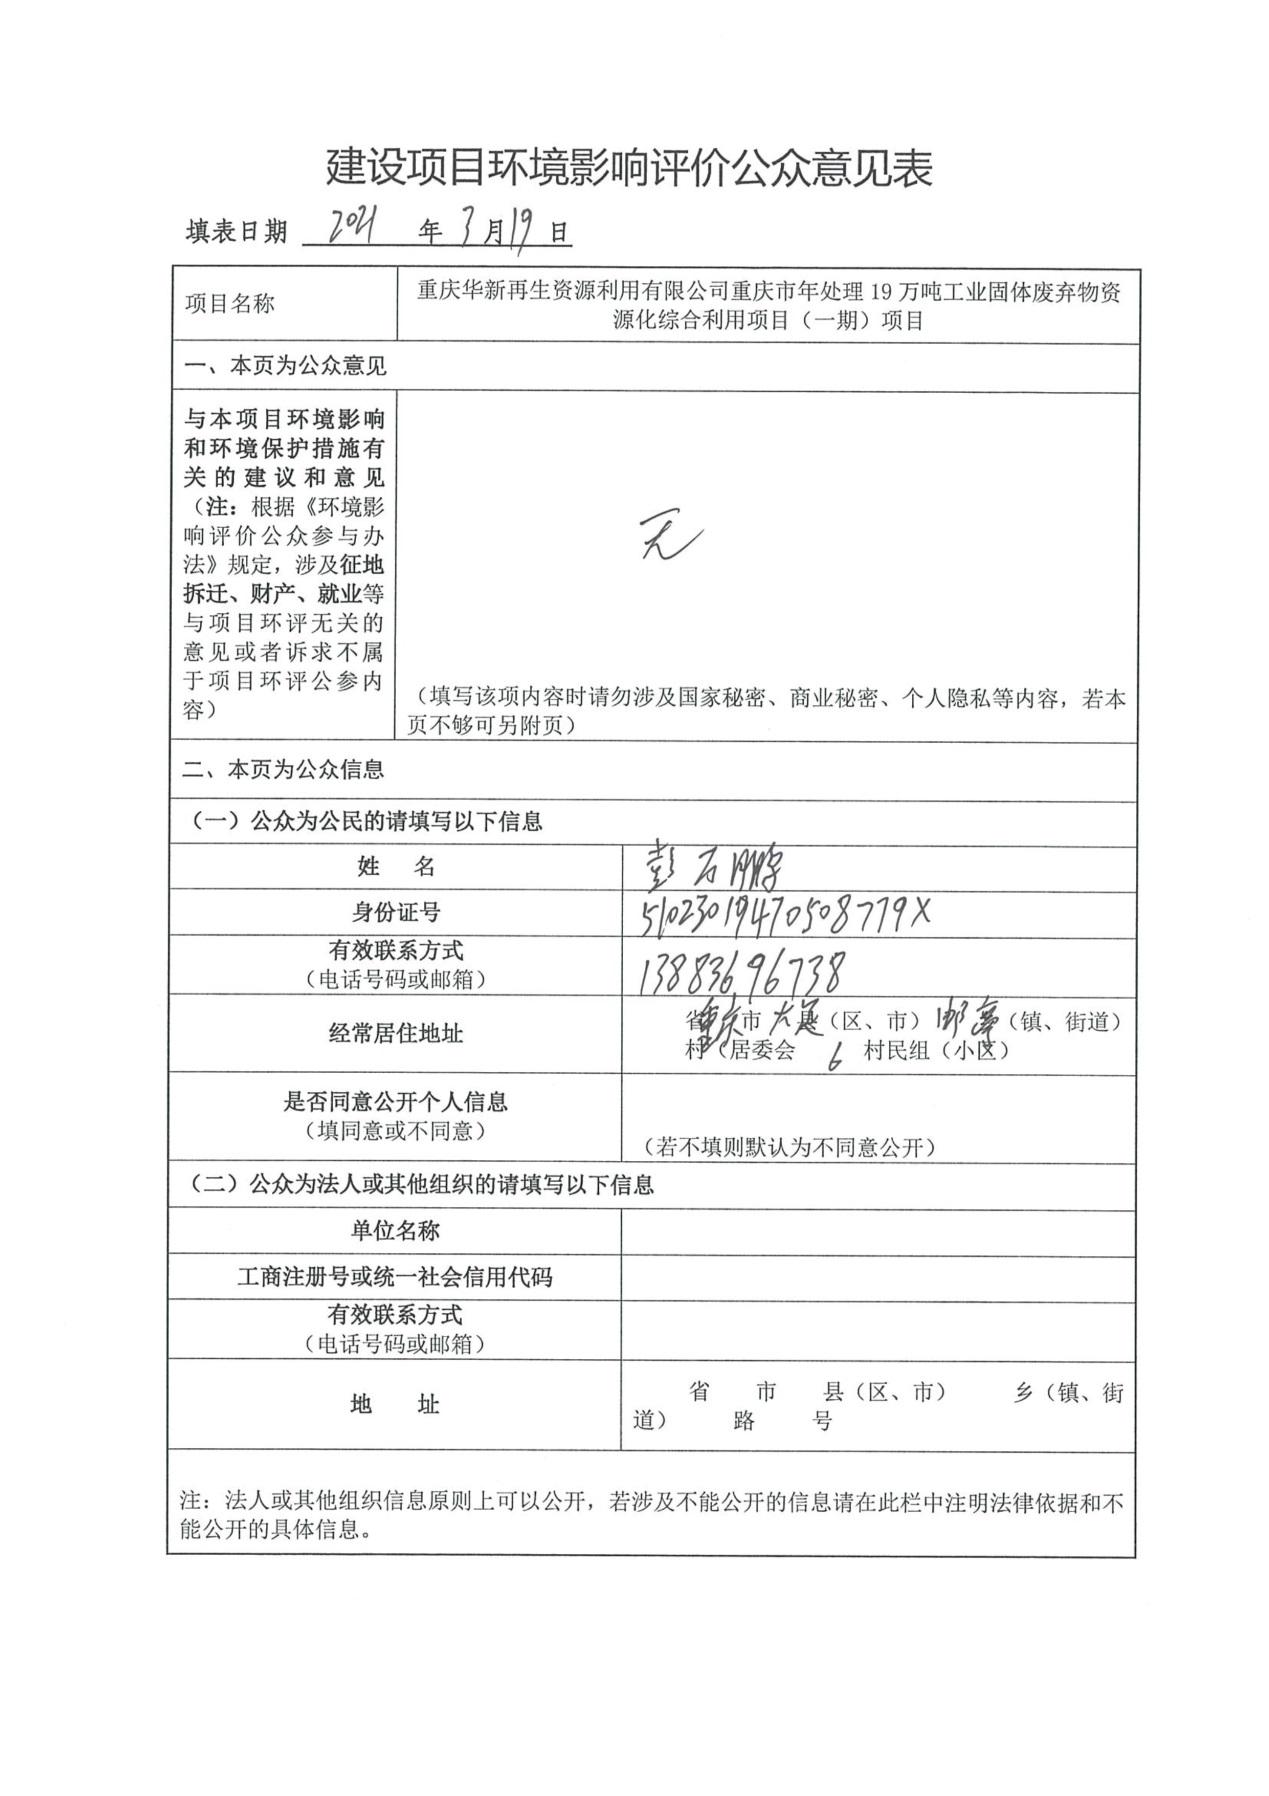 建设项目环境影响评价公众意见表
填表日期 2021 年 3 月 19 日
项目名称
重庆华新再生资源利用有限公司重庆市年处理 19 万吨工业固体废弃物资
源化综合利用项目（一期）项目
一、本页为公众意见
与本项目环境影响
和环境保护措施有
关的建议和意见
（注：根据《环境影
响评价公众参与办
法》规定，涉及征地
拆迁、财产、就业等
与项目环评无关的
意见或者诉求不属
于项目环评公参内
容）
无
（填写该项内容时请勿涉及国家秘密、商业秘密、个人隐私等内容，若本
页不够可另附页）
二、本页为公众信息
（一）公众为公民的请填写以下信息
姓 名
彭 鹏
身份证号
51023019470508779X
有效联系方式
（电话号码或邮箱）
13883696738
经常居住地址
省 重庆 市 大足 县（区、市） 邮亭（镇、街道）
村（居委会 6 村民组（小区）
是否同意公开个人信息
（填同意或不同意）
（若不填则默认为不同意公开）
（二）公众为法人或其他组织的请填写以下信息
单位名称
工商注册号或统一社会信用代码
有效联系方式
（电话号码或邮箱）
地 址
省 市 县（区、市） 乡（镇、街
道） 路 号
注：法人或其他组织信息原则上可以公开，若涉及不能公开的信息请在此栏中注明法律依据和不
能公开的具体信息。